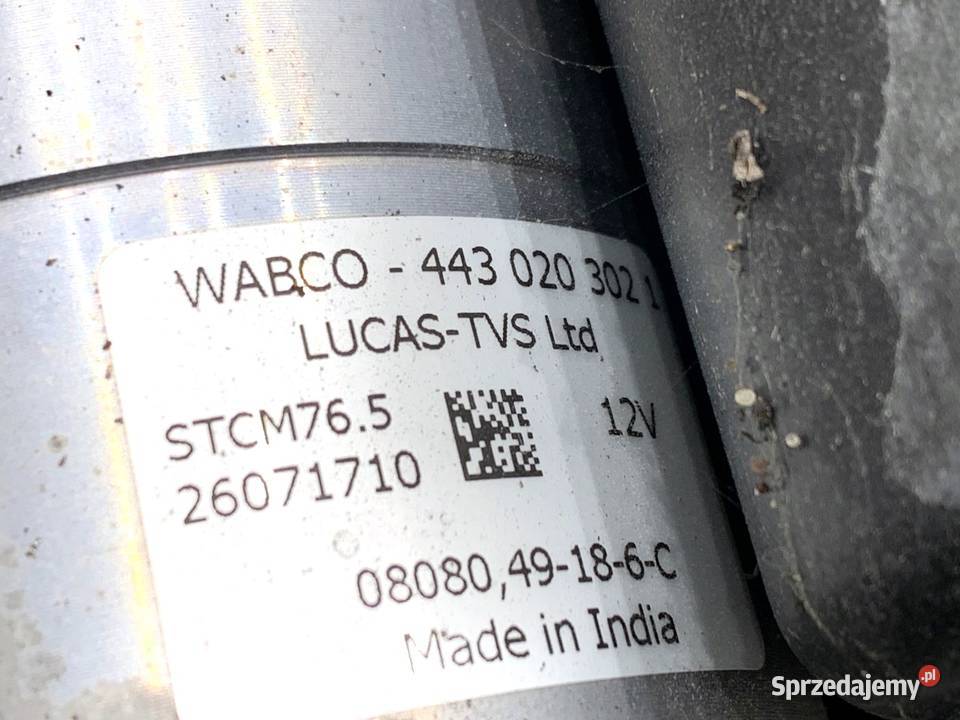 WABCO - 443 020 302 1
LUCAS-TVS Ltd
STCM76.5
12V
26071710
08080,49-18-6-C
Made in India
Sprzedajemy.pl